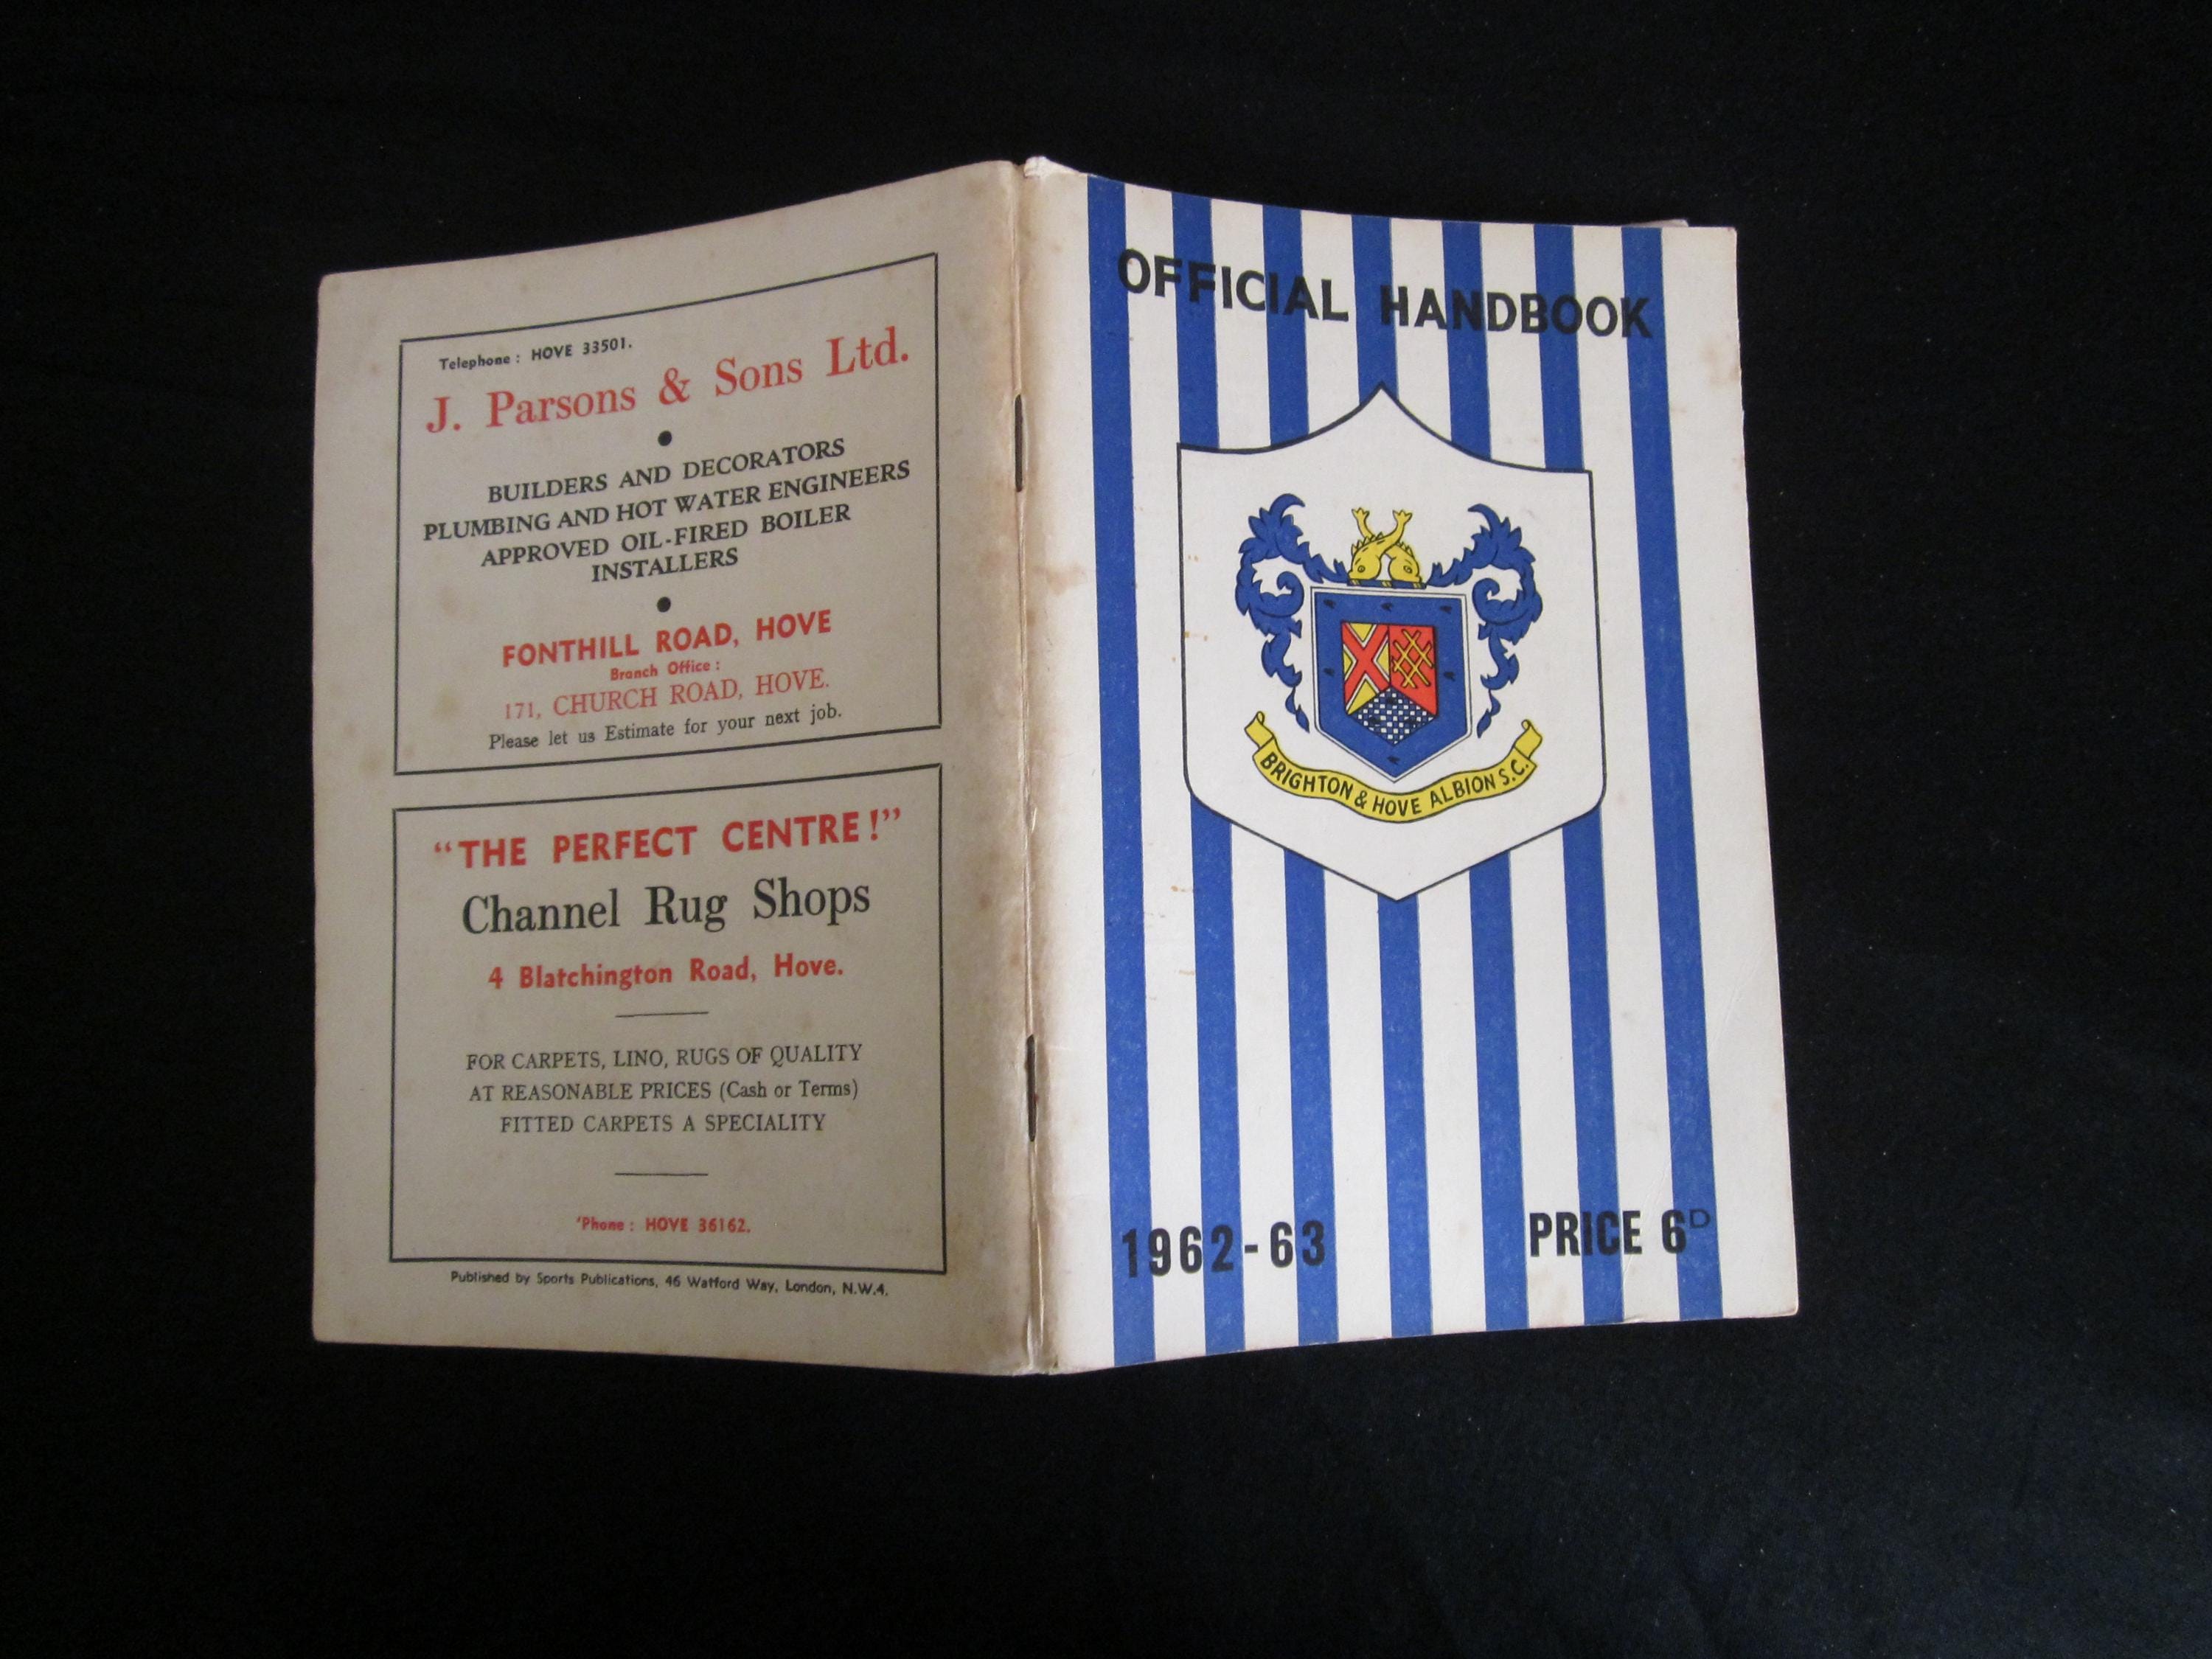 Telephone : HOVE 33501.
J. Parsons & Sons Ltd.
BUILDERS AND DECORATORS
PLUMBING AND HOT WATER ENGINEERS
APPROVED OIL-FIRED BOILER
INSTALLERS
FONTHILL ROAD, HOVE
Branch Office :
171, CHURCH ROAD, HOVE.
Please let us Estimate for your next job.
"THE PERFECT CENTRE!"
Channel Rug Shops
4 Blatchington Road, Hove.
FOR CARPETS, LINO, RUGS OF QUALITY
AT REASONABLE PRICES (Cash or Terms)
FITTED CARPETS A SPECIALITY
'Phone : HOVE 36162.
Published by Sports Publications, 46 Watford Way, London, N.W.4.
OFFICIAL HANDBOOK
BRIGHTON & HOVE ALBION S.C.
1962-63
PRICE 6D